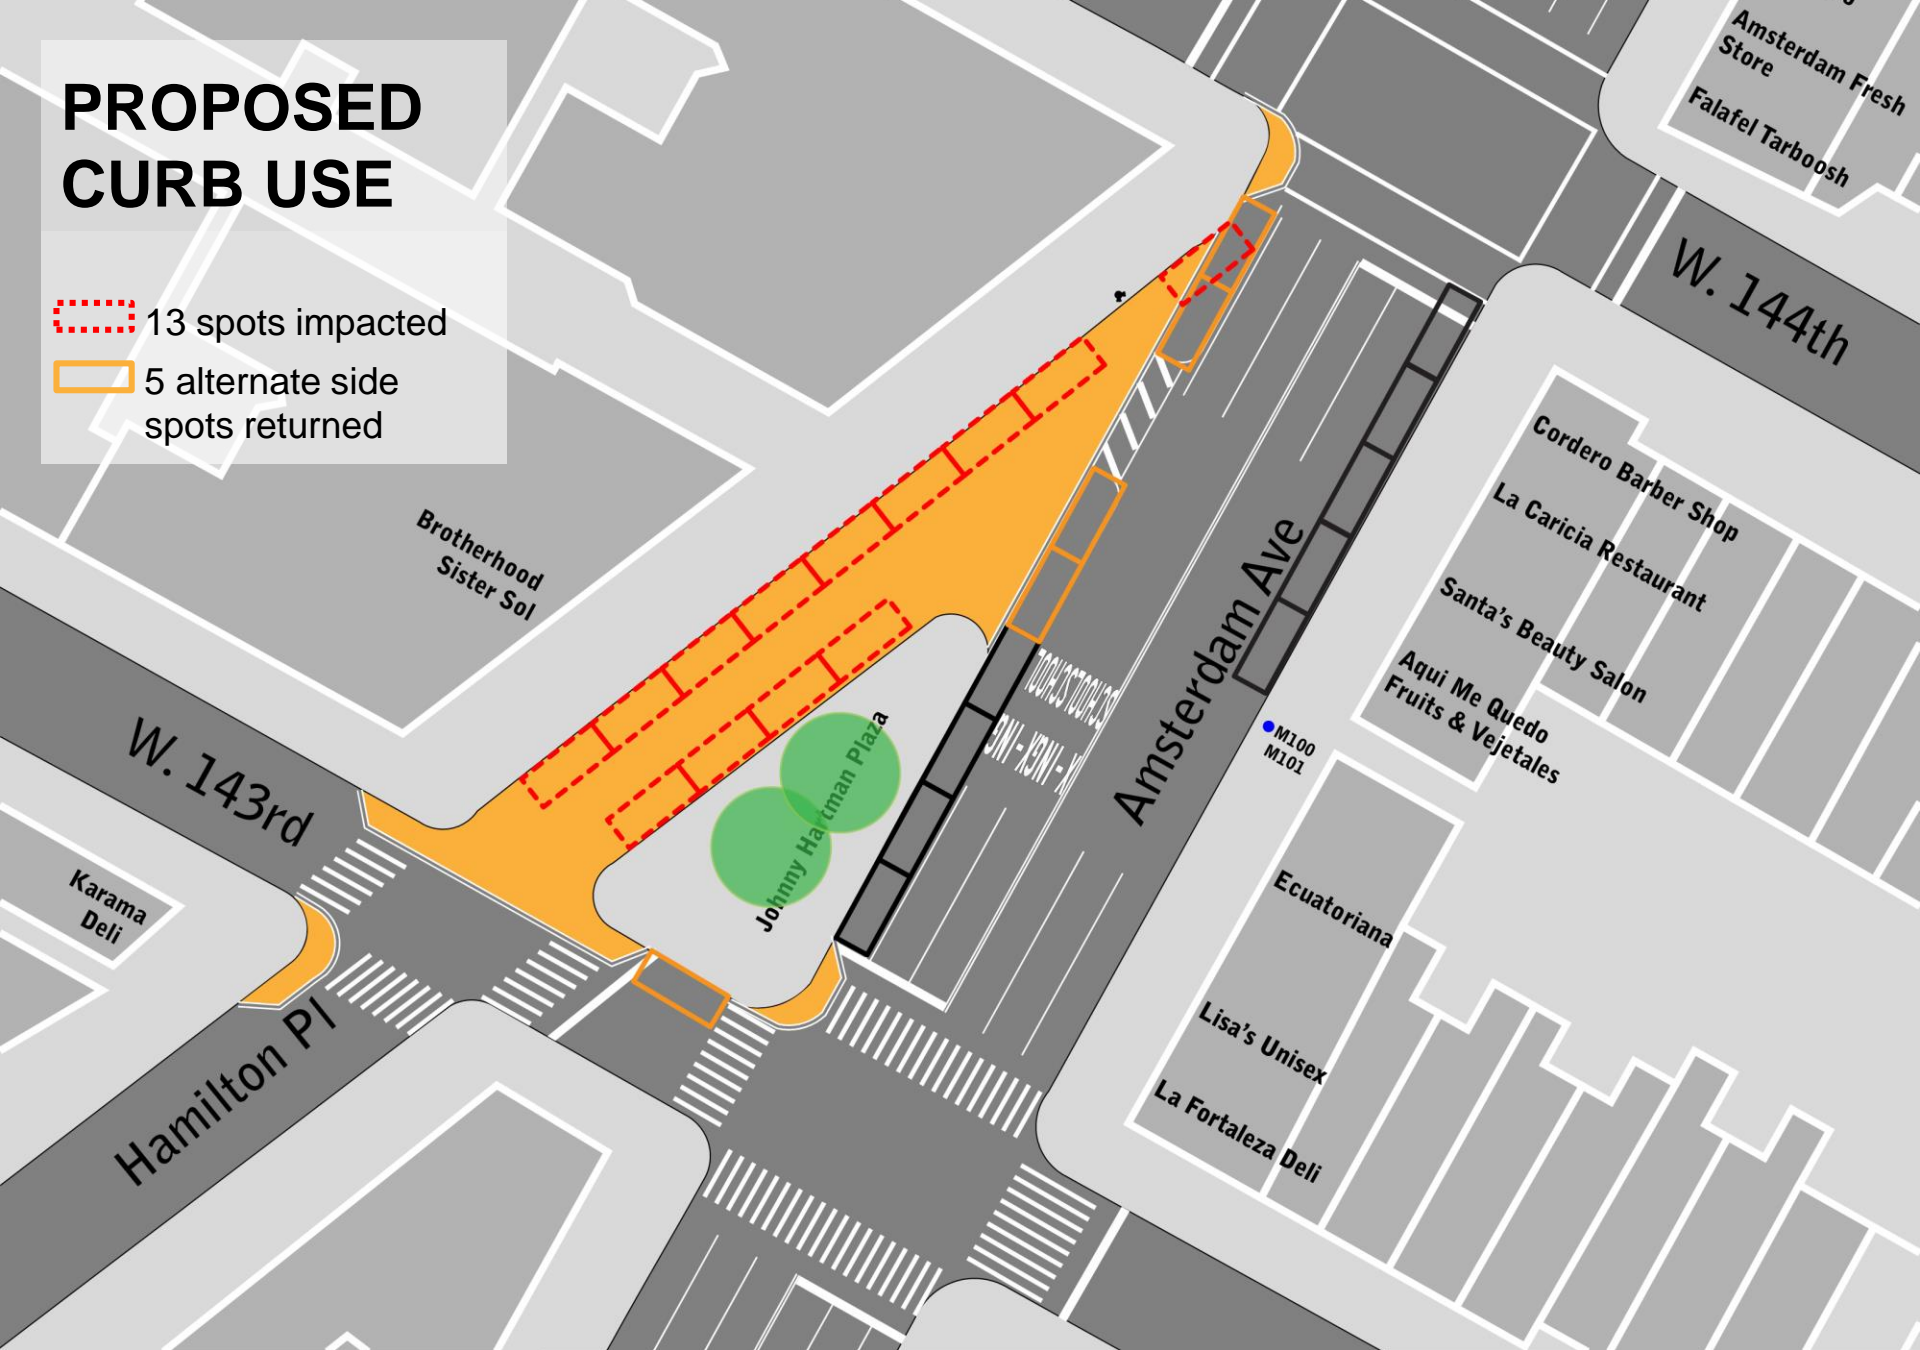 PROPOSED
CURB USE
13 spots impacted
5 alternate side
spots returned
Amsterdam Fresh
Store
Falafel Tarboosh
W. 144th
Cordero Barber Shop
La Caricia Restaurant
Santa's Beauty Salon
Aqui Me Quedo
Fruits & Vejetales
Brotherhood
Sister Sol
Amsterdam Ave
M100
M101
W. 143rd
Johnny Hartman Plaza
Karama
Deli
Hamilton Pl
Ecuatoriana
Lisa's Unisex
La Fortaleza Deli